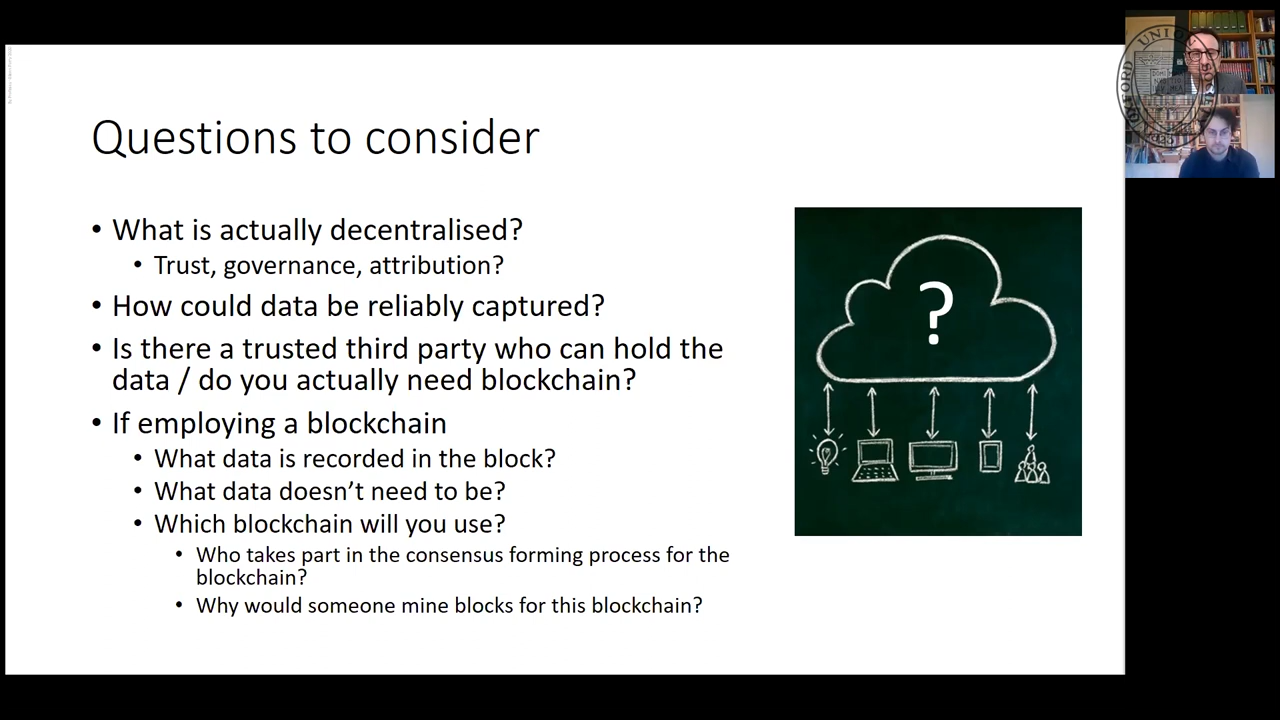 Questions to consider
• What is actually decentralised?
• Trust, governance, attribution?
• How could data be reliably captured?
• Is there a trusted third party who can hold the
data / do you actually need blockchain?
• If employing a blockchain
• What data is recorded in the block?
• What data doesn’t need to be?
• Which blockchain will you use?
• Who takes part in the consensus forming process for the
blockchain?
• Why would someone mine blocks for this blockchain?
?